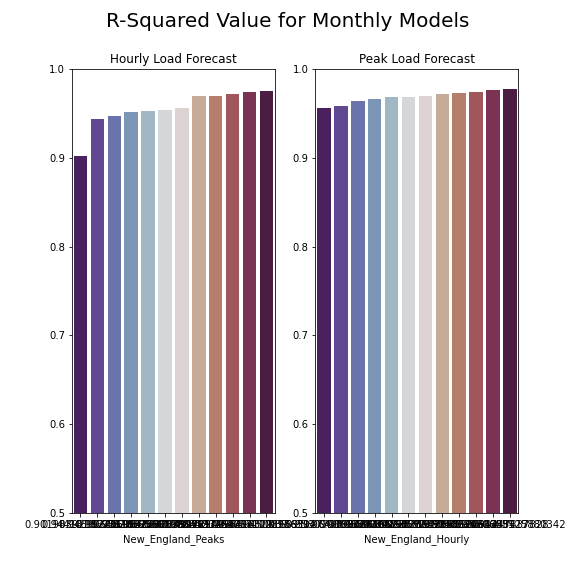 R-Squared Value for Monthly Models
Hourly Load Forecast
Peak Load Forecast
1.0
0.9
0.8
0.7
0.6
0.5
1.0
0.9
0.8
0.7
0.6
0.5
New_England_Peaks
New_England_Hourly